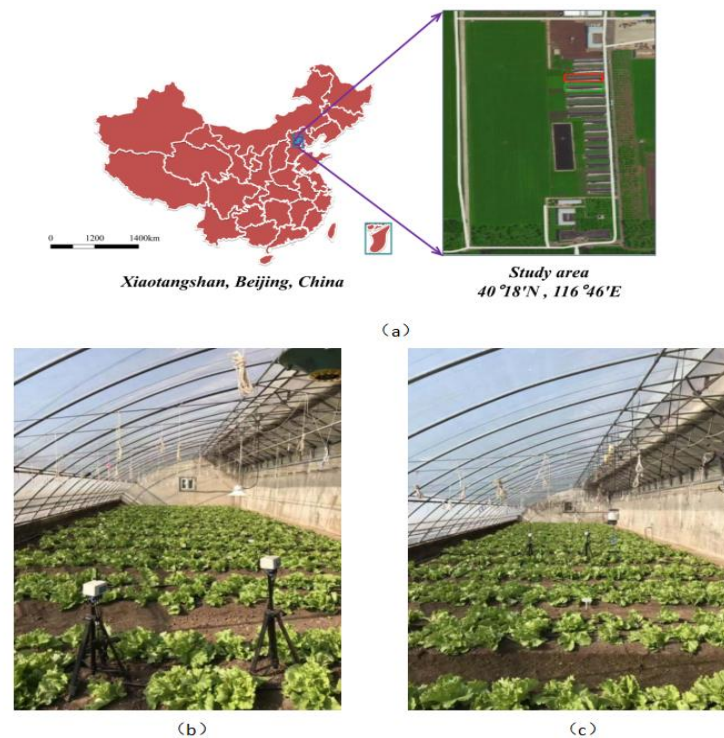 0 1200 1400km
Xiaotangshan, Beijing, China
Study area
40°18'N , 116°46'E
（a）
（b）
（c）